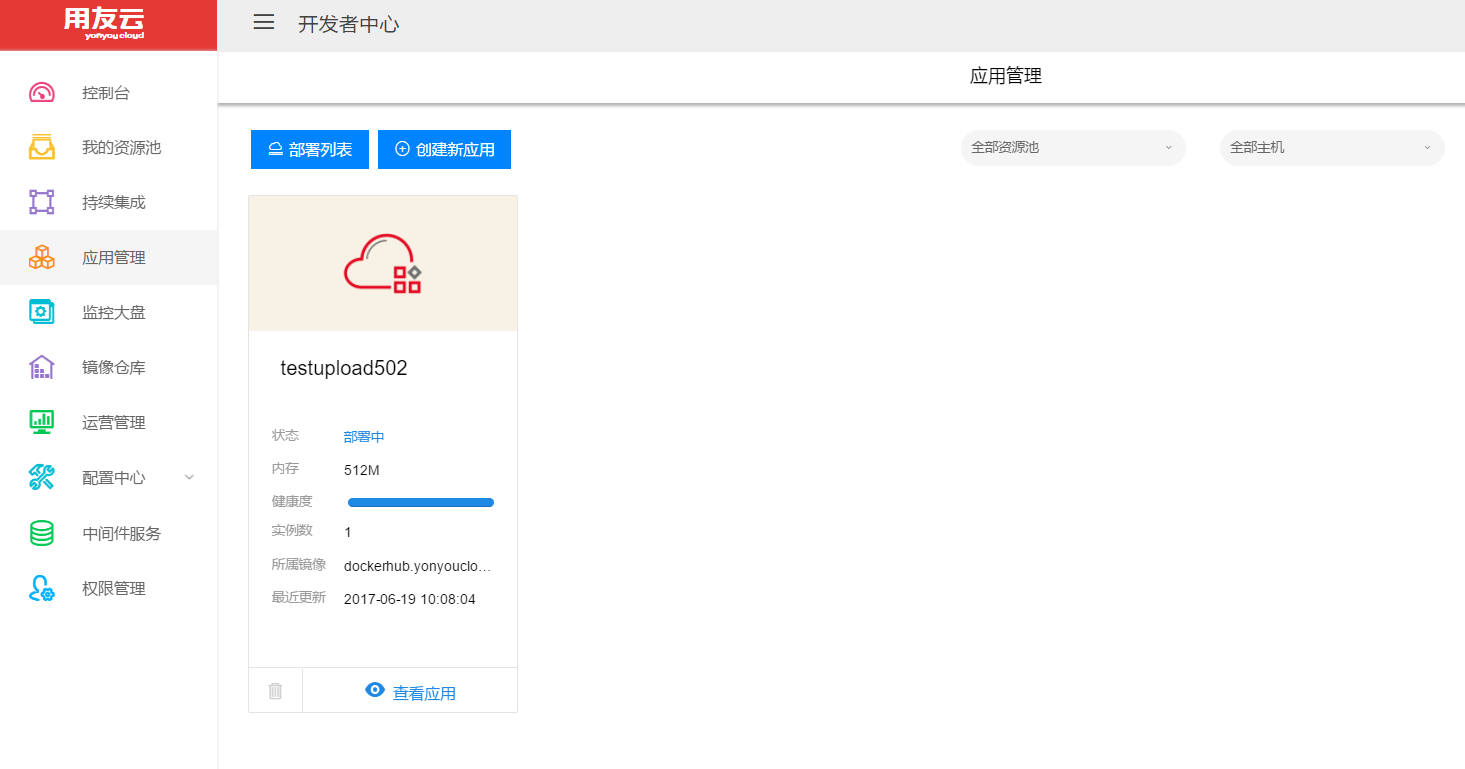 用友云
yonyou cloud
开发者中心
应用管理
控制台
我的资源池
持续集成
应用管理
监控大盘
镜像仓库
运营管理
配置中心
中间件服务
权限管理
部署列表
创建新应用
全部资源池
全部主机
testupload502
状态 部署中
内存 512M
健康度
实例数 1
所属镜像 dockerhub.yonyouclo...
最近更新 2017-06-19 10:08:04
查看应用